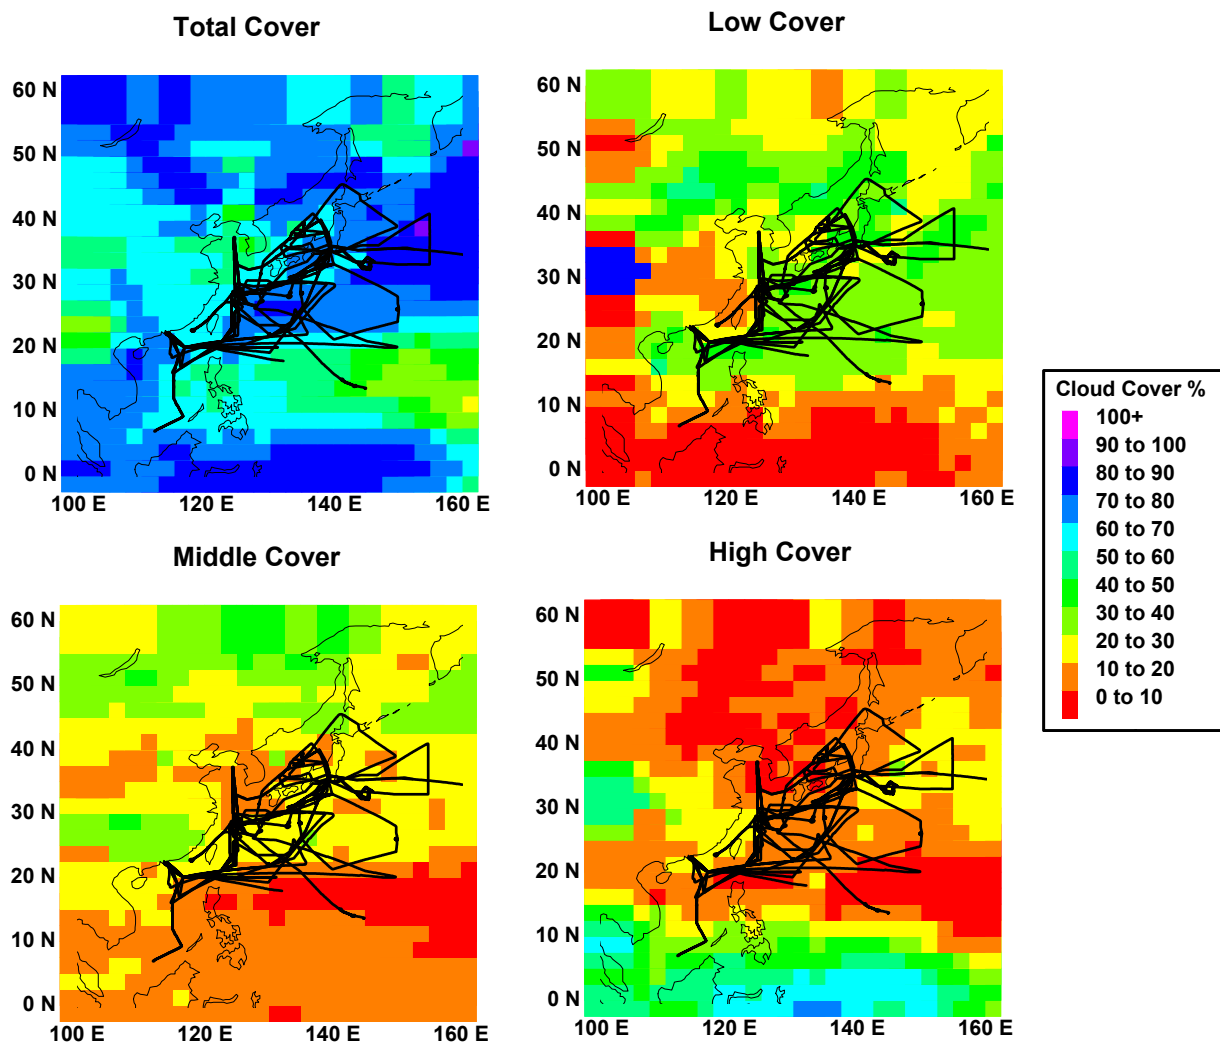 Total Cover
60 N
50 N
40 N
30 N
20 N
10 N
0 N
100 E
120 E
140 E
160 E
Low Cover
60 N
50 N
40 N
30 N
20 N
10 N
0 N
100 E
120 E
140 E
160 E
Middle Cover
60 N
50 N
40 N
30 N
20 N
10 N
0 N
100 E
120 E
140 E
160 E
High Cover
60 N
50 N
40 N
30 N
20 N
10 N
0 N
100 E
120 E
140 E
160 E
Cloud Cover %
100+
90 to 100
80 to 90
70 to 80
60 to 70
50 to 60
40 to 50
30 to 40
20 to 30
10 to 20
0 to 10